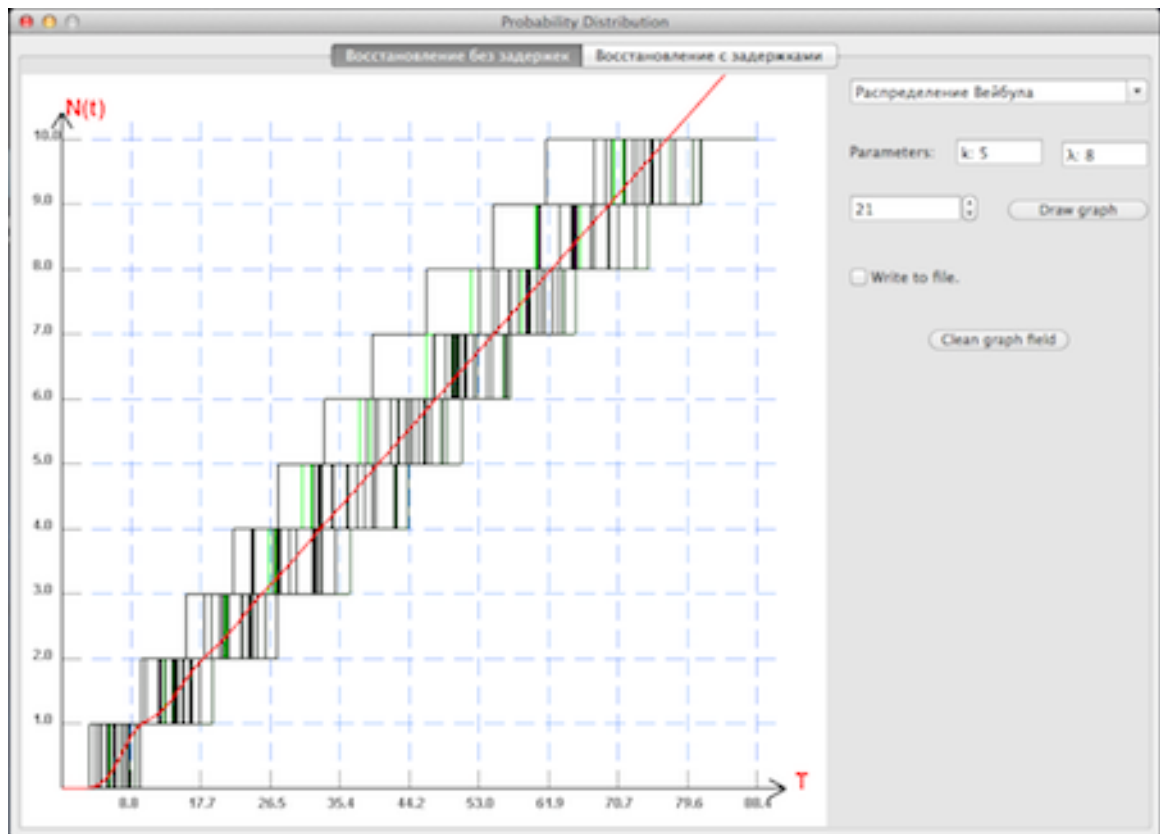 Probability Distribution
Восстановление без задержек Восстановление с задержками
N(t)
10.0
9.0
8.0
7.0
6.0
5.0
4.0
3.0
2.0
1.0
8.8 17.7 26.5 35.4 44.2 53.0 61.9 70.7 79.6 88.4
T
Распределение Вейбула
Parameters: k: 5 λ: 8
21 Draw graph
Write to file.
Clean graph field